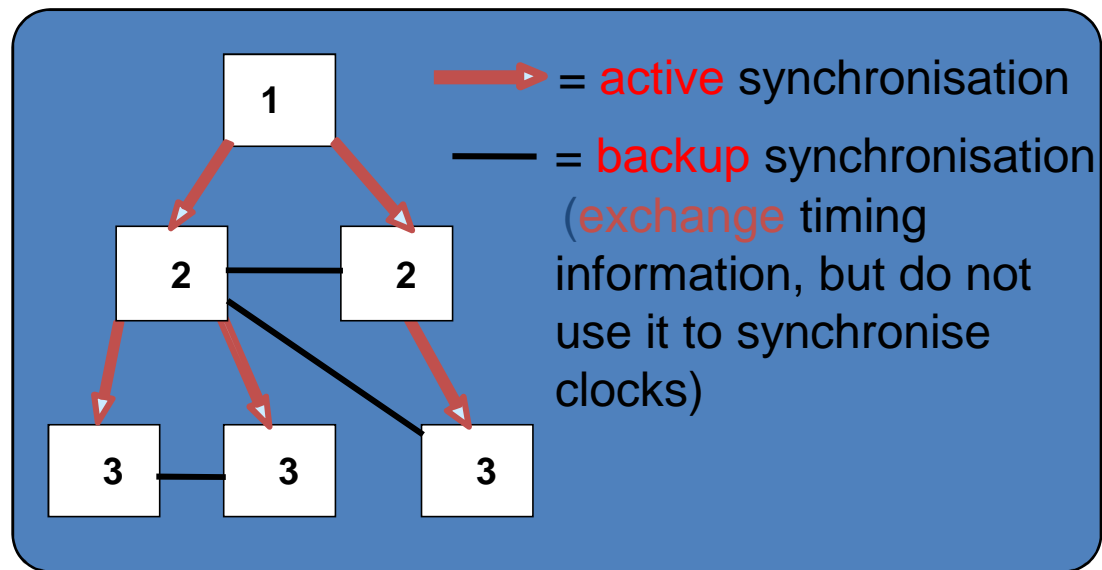 1
= active synchronisation
= backup synchronisation
(exchange timing
information, but do not
use it to synchronise
clocks)
2 2
3 3 3